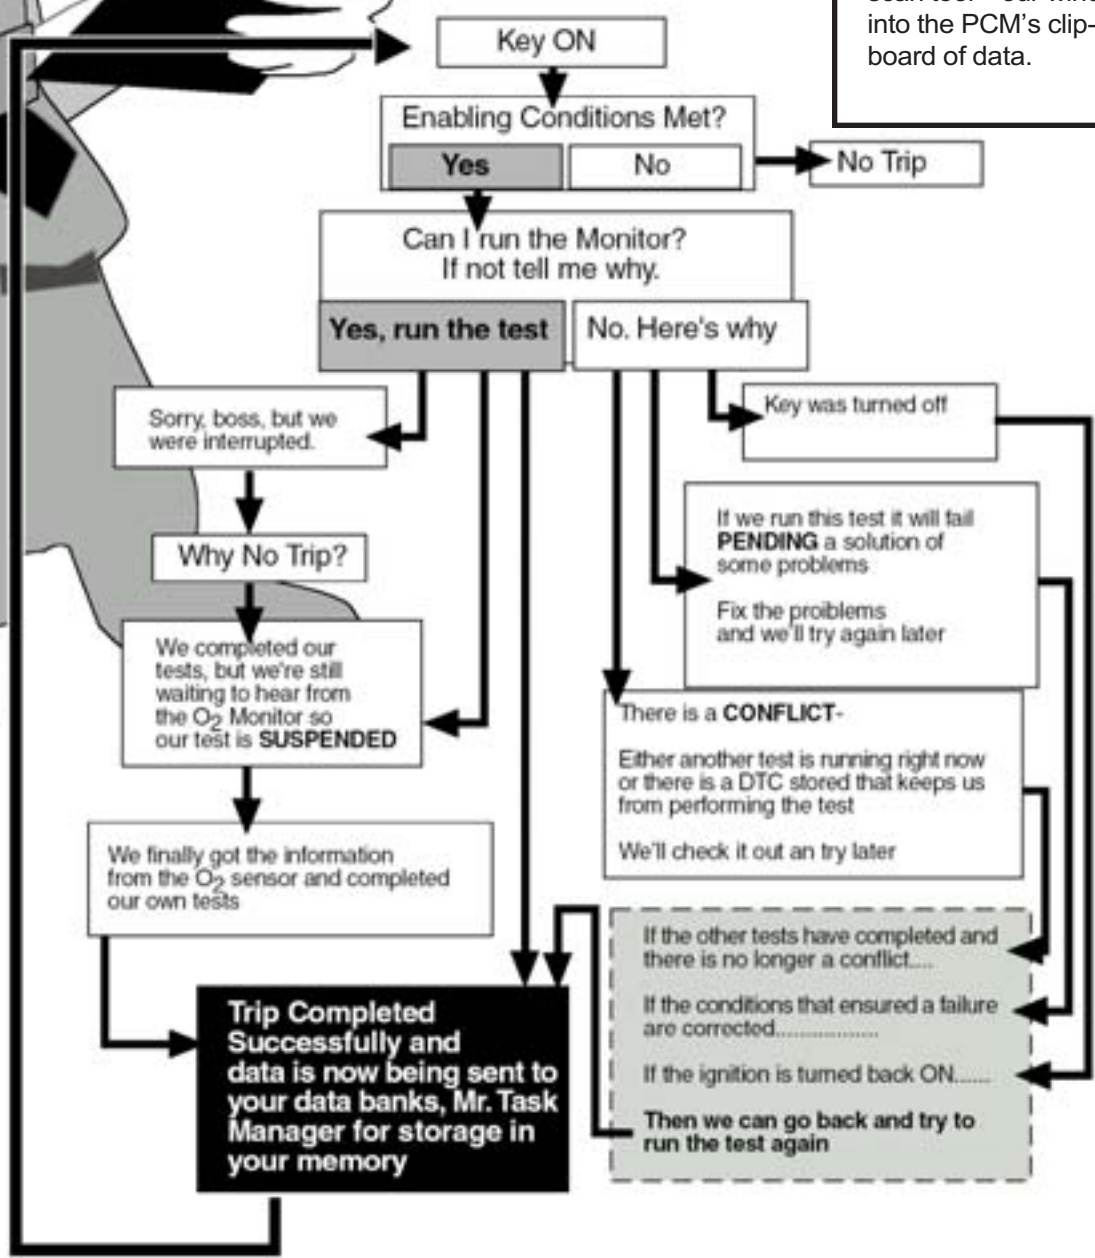 into the PCM's clip-
board of data.
Key ON
Enabling Conditions Met?
Yes
No
No Trip
Can I run the Monitor?
If not tell me why.
Yes, run the test
No. Here's why
Sorry, boss, but we
were interrupted.
Why No Trip?
We completed our
tests, but we're still
waiting to hear from
the O2 Monitor so
our test is SUSPENDED
We finally got the information
from the O2 sensor and completed
our own tests
Key was turned off
If we run this test it will fail
PENDING a solution of
some problems
Fix the proiblems
and we'll try again later
There is a CONFLICT-
Either another test is running right now
or there is a DTC stored that keeps us
from performing the test
We'll check it out an try later
If the other tests have completed and
there is no longer a conflict....
If the conditions that ensured a failure
are corrected..................
If the ignition is turned back ON......
Then we can go back and try to
run the test again
Trip Completed
Successfully and
data is now being sent to
your data banks, Mr. Task
Manager for storage in
your memory